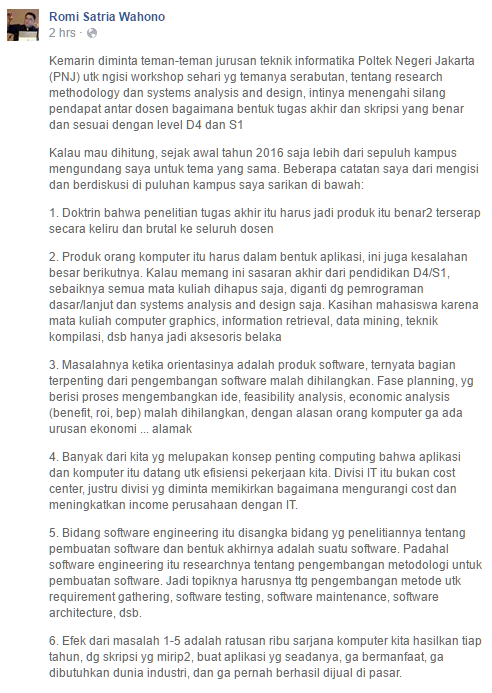 Romi Satria Wahono
2 hrs ·
Kemarin diminta teman-teman jurusan teknik informatika Poltek Negeri Jakarta
(PNJ) utk ngisi workshop sehari yg temanya serabutan, tentang research
methodology dan systems analysis and design, intinya menengahi silang
pendapat antar dosen bagaimana bentuk tugas akhir dan skripsi yg benar
dan sesuai dengan level D4 dan S1
Kalau mau dihitung, sejak awal tahun 2016 saja lebih dari sepuluh kampus
mengundang saya untuk tema yg sama. Beberapa catatan saya dari mengisi
dan berdiskusi di puluhan kampus saya sarikan di bawah:
1. Doktrin bahwa penelitian tugas akhir itu harus jadi produk itu benar2 terserap
secara keliru dan brutal ke seluruh dosen
2. Produk orang komputer itu harus dalam bentuk aplikasi, ini juga kesalahan
besar berikutnya. Kalau memang ini sasaran akhir dari pendidikan D4/S1,
sebaiknya semua mata kuliah dihapus saja, diganti dg pemrograman
dasar/lanjut dan systems analysis and design saja. Kasihan mahasiswa karena
mata kuliah computer graphics, information retrieval, data mining, teknik
kompilasi, dsb hanya jadi aksesoris belaka
3. Masalahnya ketika orientasinya adalah produk software, ternyata bagian
terpenting dari pengembangan software malah dihilangkan. Fase planning, yg
berisi proses mengembangkan ide, feasibility analysis, economic analysis
(benefit, roi, bep) malah dihilangkan, dengan alasan orang komputer ga ada
urusan ekonomi ... alamak
4. Banyak dari kita yg melupakan konsep penting computing bahwa aplikasi
dan komputer itu datang utk efisiensi pekerjaan kita. Divisi IT itu bukan cost
center, justru divisi yg diminta memikirkan bagaimana mengurangi cost dan
meningkatkan income perusahaan dengan IT.
5. Bidang software engineering itu disangka bidang yg penelitiannya tentang
pembuatan software dan bentuk akhirnya adalah suatu software. Padahal
software engineering itu researchnya tentang pengembangan metodologi untuk
pembuatan software. Jadi topiknya harusnya ttg pengembangan metode utk
requirement gathering, software testing, software maintenance, software
architecture, dsb.
6. Efek dari masalah 1-5 adalah ratusan ribu sarjana komputer kita hasilkan tiap
tahun, dg skripsi yg mirip2, buat aplikasi yg seadanya, ga bermanfaat, ga
dibutuhkan dunia industri, dan ga pernah berhasil dijual di pasar.